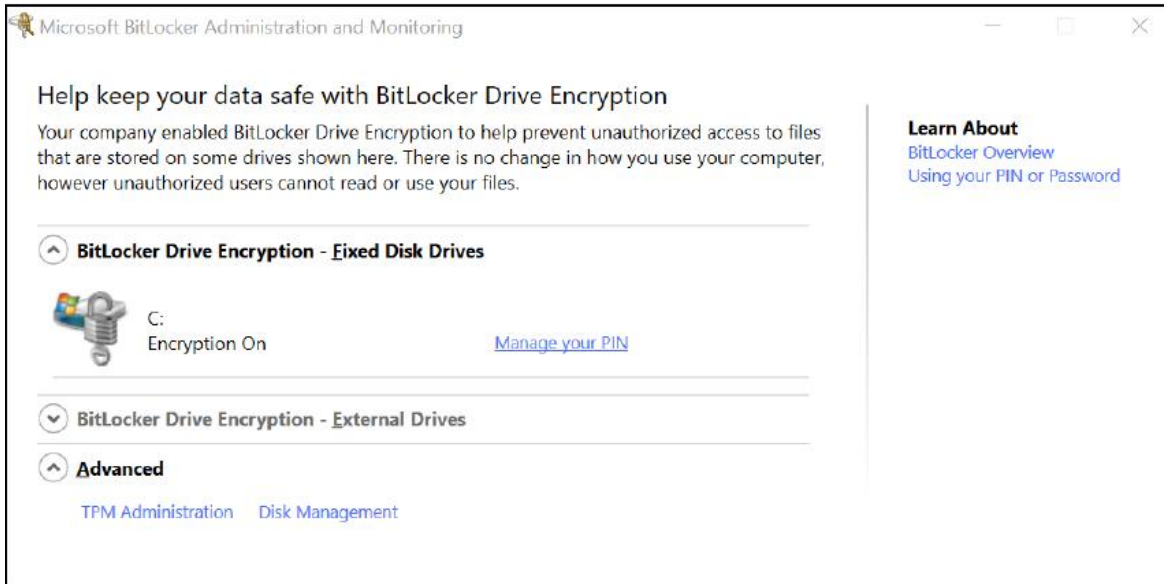 Microsoft BitLocker Administration and Monitoring
Help keep your data safe with BitLocker Drive Encryption
Your company enabled BitLocker Drive Encryption to help prevent unauthorized access to files
that are stored on some drives shown here. There is no change in how you use your computer,
however unauthorized users cannot read or use your files.
BitLocker Drive Encryption - Fixed Disk Drives
C:
Encryption On
Manage your PIN
BitLocker Drive Encryption - External Drives
Advanced
TPM Administration Disk Management
Learn About
BitLocker Overview
Using your PIN or Password